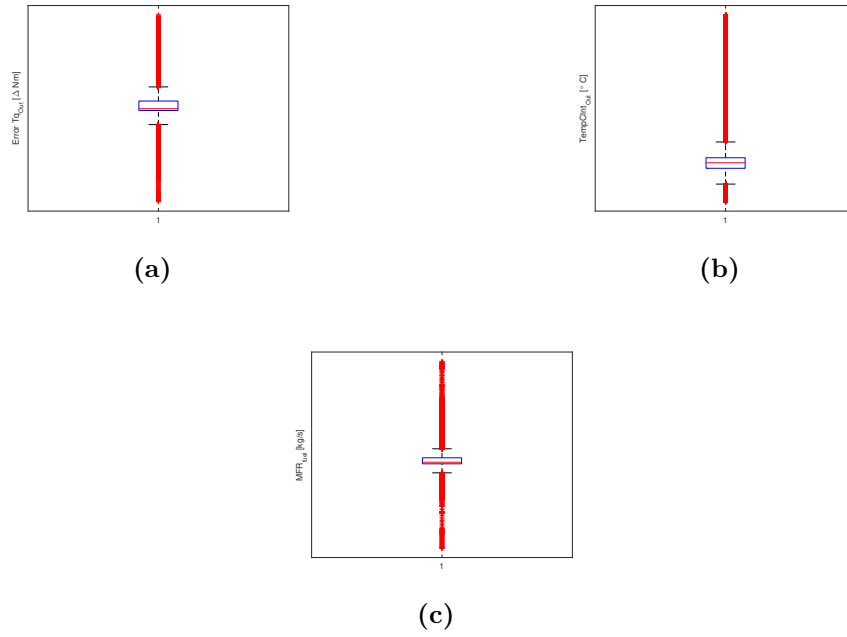 Error Tq_Out [Δ Nm]
1
(a)
TempClnt_Out [° C]
1
(b)
MFR_fuel [kg/s]
1
(c)